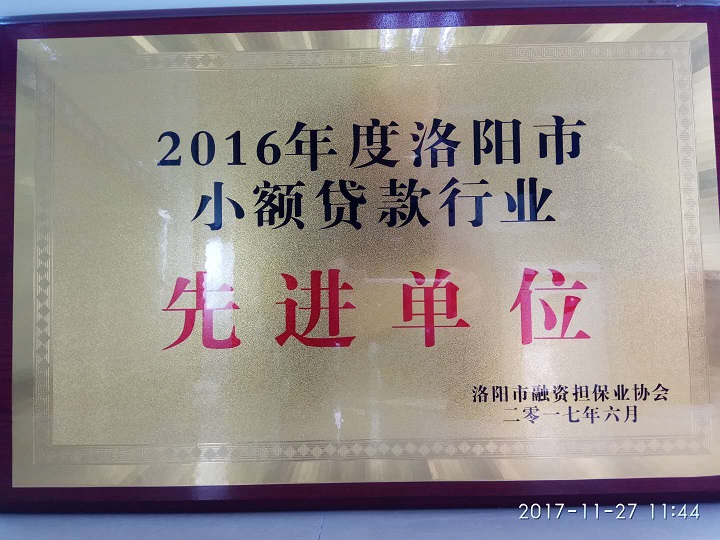 2016年度洛阳市
小额贷款行业
先进单位
洛阳市融资担保业协会
二零一七年六月
2017-11-27 11:44